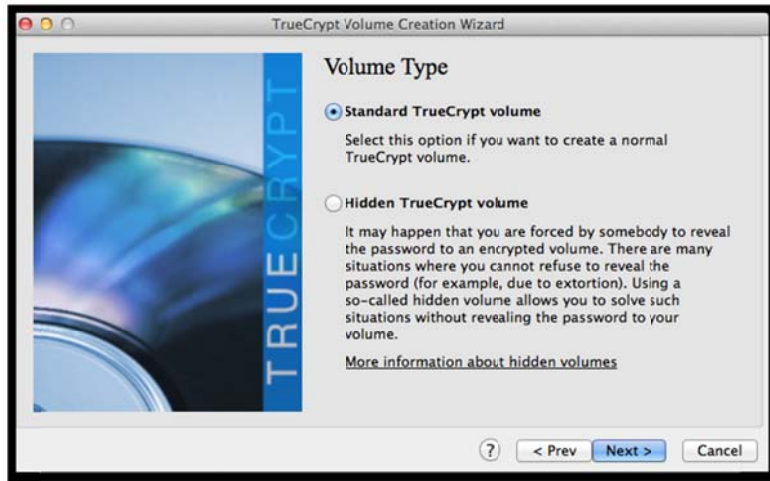 TrueCrypt Volume Creation Wizard
TRUECRYPT
Volume Type
Standard TrueCrypt volume
Select this option if you want to create a normal
TrueCrypt volume.
Hidden TrueCrypt volume
It may happen that you are forced by somebody to reveal
the password to an encrypted volume. There are many
situations where you cannot refuse to reveal the
password (for example, due to extortion). Using a
so-called hidden volume allows you to solve such
situations without revealing the password to your
volume.
More information about hidden volumes
? < Prev Next > Cancel